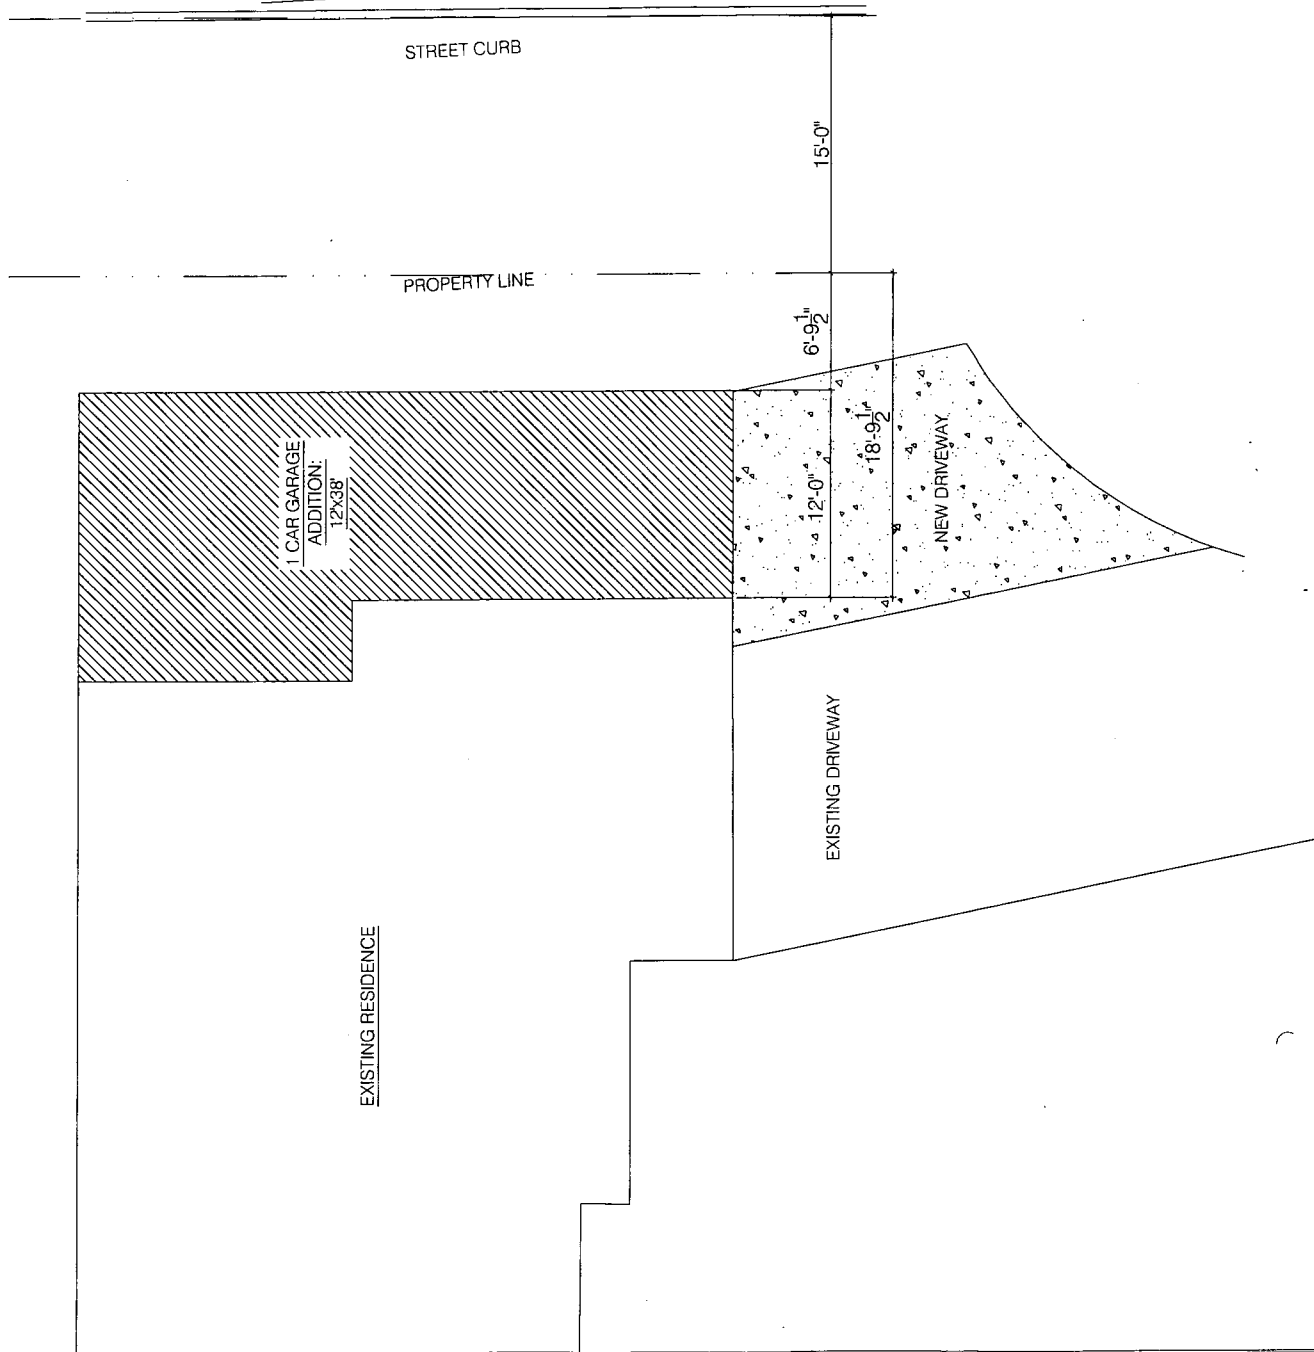 STREET CURB
15'-0"
PROPERTY LINE
6'-9 1/2"
18'-9 1/2"
12'-0"
NEW DRIVEWAY
1 CAR GARAGE
ADDITION:
12'x38'
EXISTING DRIVEWAY
EXISTING RESIDENCE